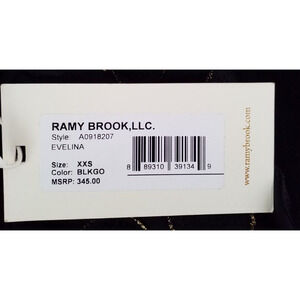 RAMY BROOK,LLC.
Style: A0918207
EVELINA
Size: XXS
Color: BLKGO
MSRP: 345.00
8 89310 39134 9
www.ramybrook.com